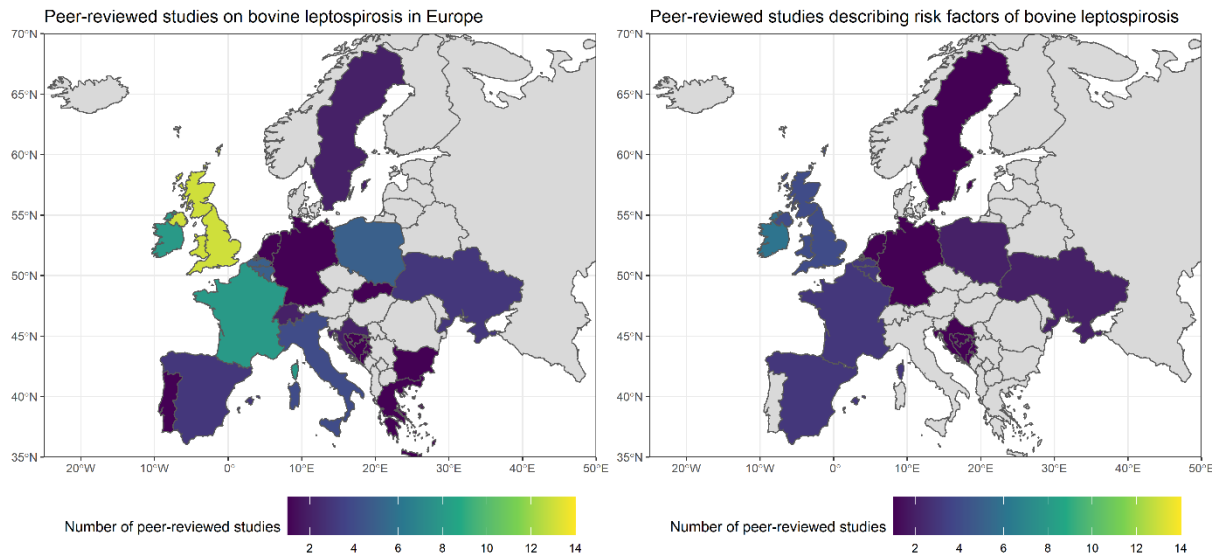 Peer-reviewed studies on bovine leptospirosis in Europe
70°N
65°N
60°N
55°N
50°N
45°N
40°N
35°N
20°W 10°W 0° 10°E 20°E 30°E 40°E 50°E
Number of peer-reviewed studies
2 4 6 8 10 12 14
Peer-reviewed studies describing risk factors of bovine leptospirosis
70°N
65°N
60°N
55°N
50°N
45°N
40°N
35°N
20°W 10°W 0° 10°E 20°E 30°E 40°E 50°E
Number of peer-reviewed studies
2 4 6 8 10 12 14